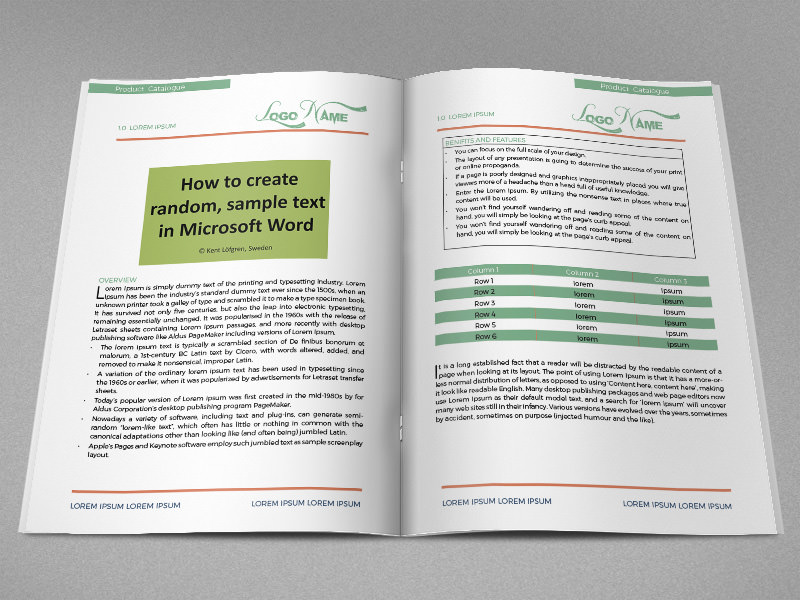 Product Catalogue
LOGO NAME
1.0 LOREM IPSUM
How to create
random, sample text
in Microsoft Word
© Kent Löfgren, Sweden
OVERVIEW
Lorem Ipsum is simply dummy text of the printing and typesetting industry. Lorem
Ipsum has been the industry's standard dummy text ever since the 1500s, when an
unknown printer took a galley of type and scrambled it to make a type specimen book.
It has survived not only five centuries, but also the leap into electronic typesetting,
remaining essentially unchanged. It was popularised in the 1960s with the release of
Letraset sheets containing Lorem Ipsum passages, and more recently with desktop
publishing software like Aldus PageMaker including versions of Lorem Ipsum.
• The lorem ipsum text is typically a scrambled section of De finibus bonorum et
malorum, a 1st-century BC Latin text by Cicero, with words altered, added, and
removed to make it nonsensical, improper Latin.
• A variation of the ordinary lorem ipsum text has been used in typesetting since
the 1960s or earlier, when it was popularized by advertisements for Letraset transfer
sheets.
• Today's popular version of Lorem ipsum was first created in the mid-1980s by for
Aldus Corporation's desktop publishing program PageMaker.
• Nowadays a variety of software, including text and plug-ins, can generate semi-
random 'lorem-like text', which often has little or nothing in common with the
canonical adaptations other than looking like (and often being) jumbled Latin.
• Apple's Pages and Keynote software employ such jumbled text as sample screenplay
layout.
LOREM IPSUM LOREM IPSUM
LOREM IPSUM LOREM IPSUM
Product Catalogue
LOGO NAME
1.0 LOREM IPSUM
BENIFITS AND FEATURES
• You can focus on the full scale of your design.
• The layout of any presentation is going to determine the success of your print
or online propoganda.
• If a page is poorly designed and graphics inappropriately placed you will give
viewers more of a headache than a head full of useful knowledge.
• Enter the Lorem Ipsum. By utilizing the nonsense text in places where true
content will be used.
• You won't find yourself wandering off and reading some of the content on
hand, you will simply be looking at the page's curb appeal.
• You won't find yourself wandering off and reading some of the content on
hand, you will simply be looking at the page's curb appeal.
Column 1 Column 2 Column 3
Row 1 lorem Ipsum
Row 2 lorem Ipsum
Row 3 lorem Ipsum
Row 4 lorem Ipsum
Row 5 lorem Ipsum
Row 6 lorem Ipsum
It is a long established fact that a reader will be distracted by the readable content of a
page when looking at its layout. The point of using Lorem Ipsum is that it has a more-or-
less normal distribution of letters, as opposed to using 'Content here, content here', making
it look like readable English. Many desktop publishing packages and web page editors now
use Lorem Ipsum as their default model text, and a search for 'lorem ipsum' will uncover
many web sites still in their infancy. Various versions have evolved over the years, sometimes
by accident, sometimes on purpose (injected humour and the like).
LOREM IPSUM LOREM IPSUM
LOREM IPSUM LOREM IPSUM